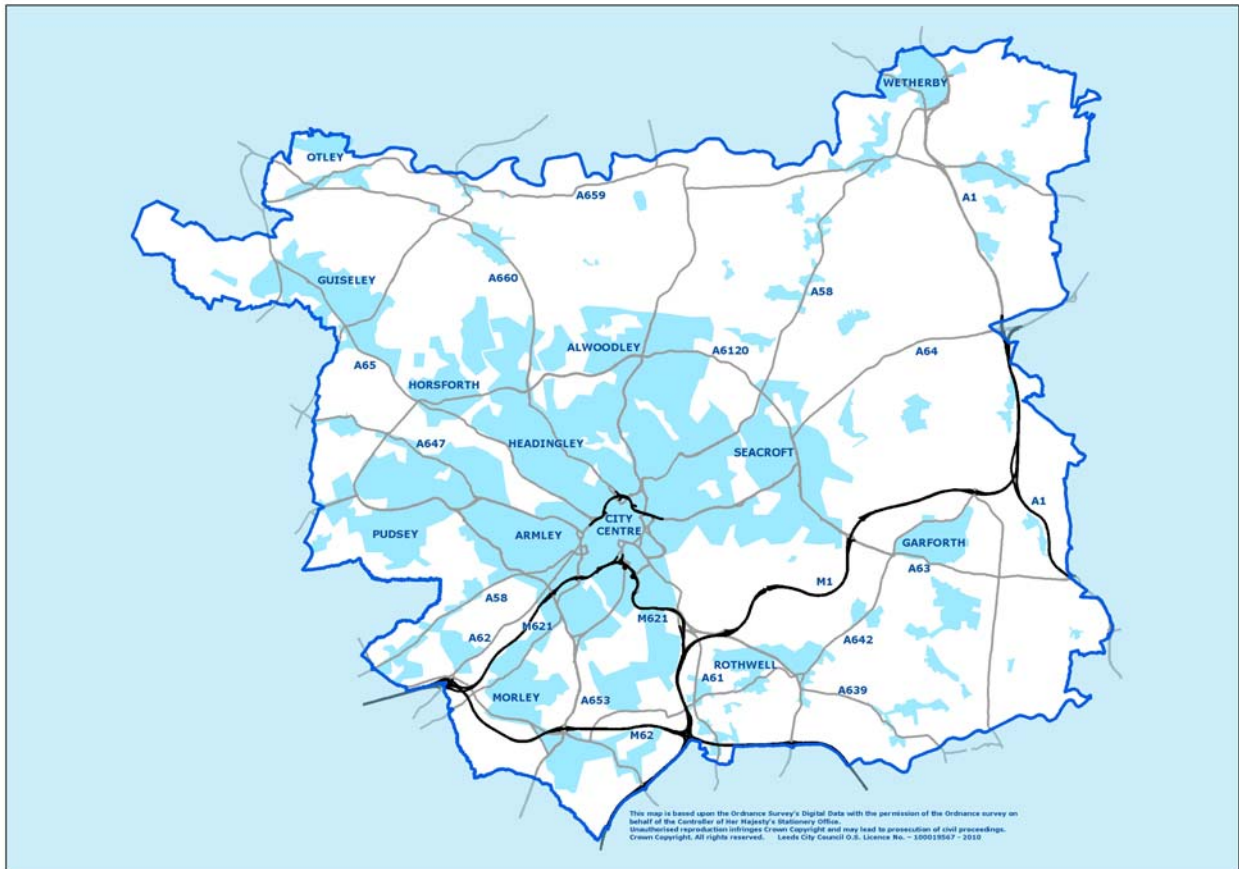 WETHERBY
OTLEY
A659
A1
GUISELEY
A660
A58
ALWOODLEY
A6120
A64
A65
HORSFORTH
A647
HEADINGLEY
SEACROFT
A1
CITY
CENTRE
PUDSEY
ARMLEY
GARFORTH
A63
M1
A58
M621
M621
A62
A642
ROTHWELL
A61
A639
MORLEY
A653
M62
This map is based upon the Ordnance Survey's Digital Data with the permission of the Ordnance survey on
behalf of the Controller of Her Majesty's Stationery Office.
Unauthorised reproduction infringes Crown Copyright and may lead to prosecution of civil proceedings.
Crown Copyright. All rights reserved. Leeds City Council O.S. Licence No. - 100019567 - 2010